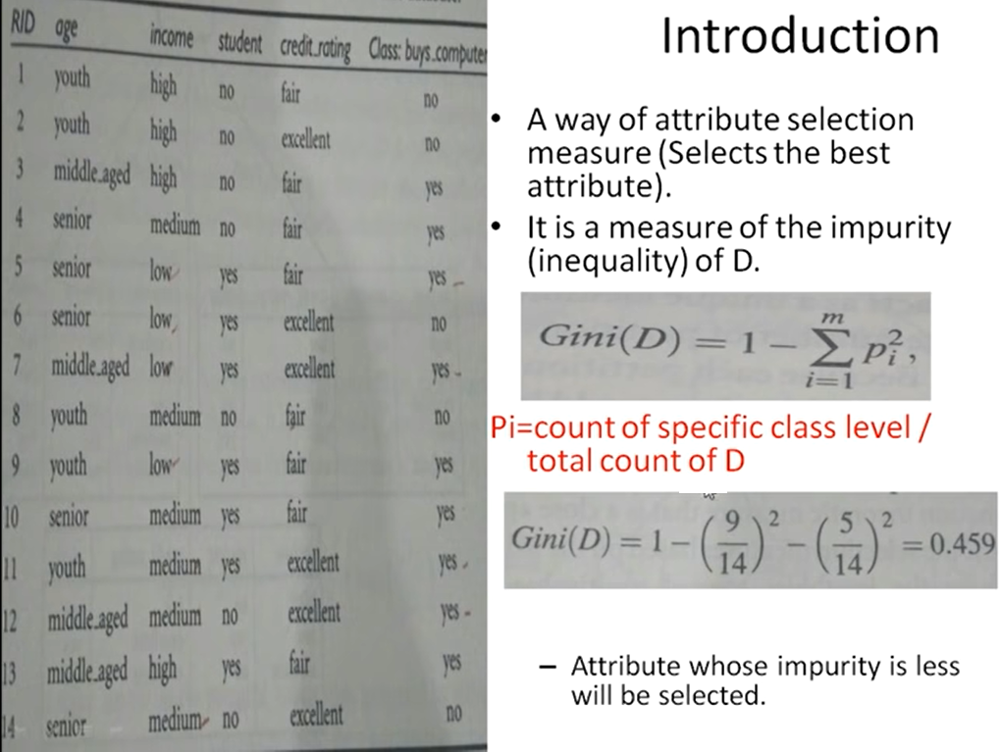 RID age income student credit_rating Class: buys_computer
1 youth high no fair no
2 youth high no excellent no
3 middle_aged high no fair yes
4 senior medium no fair yes
5 senior low yes fair yes
6 senior low yes excellent no
7 middle_aged low yes excellent yes
8 youth medium no fair no
9 youth low yes fair yes
10 senior medium yes fair yes
11 youth medium yes excellent yes
12 middle_aged medium no excellent yes
13 middle_aged high yes fair yes
14 senior medium no excellent no
Introduction
• A way of attribute selection
measure (Selects the best
attribute).
• It is a measure of the impurity
(inequality) of D.
Gini(D) = 1 − ∑_{i=1}^{m} p_i^2 ,
Pi=count of specific class level /
total count of D
Gini(D) = 1 − (9/14)^2 − (5/14)^2 = 0.459
– Attribute whose impurity is less
will be selected.